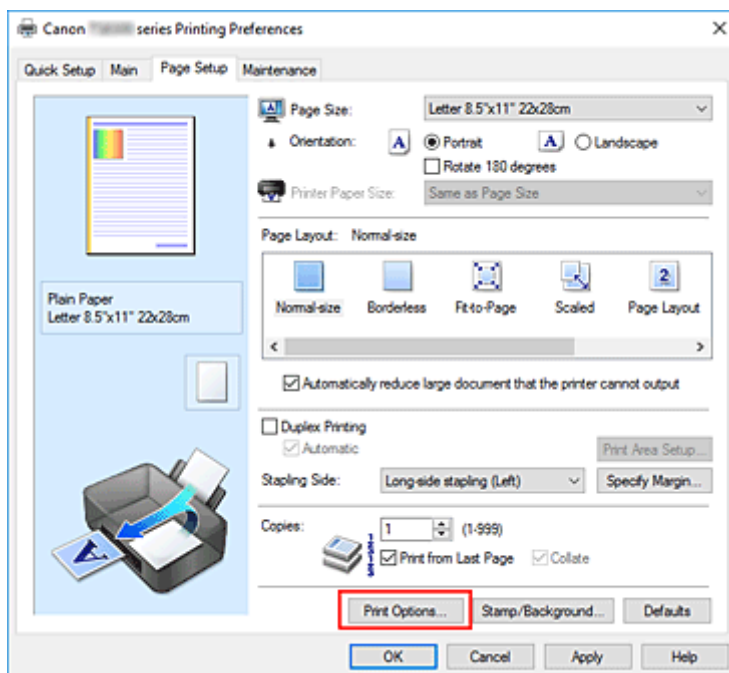 Canon series Printing Preferences
Quick Setup Main Page Setup Maintenance
Page Size: Letter 8.5"x11" 22x28cm
Orientation: A Portrait A Landscape
Rotate 180 degrees
Printer Paper Size: Same as Page Size
Page Layout: Normal-size
2
Normal-size Borderless Fit-to-Page Scaled Page Layout
Plain Paper
Letter 8.5"x11" 22x28cm
Automatically reduce large document that the printer cannot output
Duplex Printing
Automatic Print Area Setup...
Stapling Side: Long-side stapling (Left) Specify Margin...
Copies: 1 (1-999)
Print from Last Page Collate
A
Print Options... Stamp/Background... Defaults
OK Cancel Apply Help